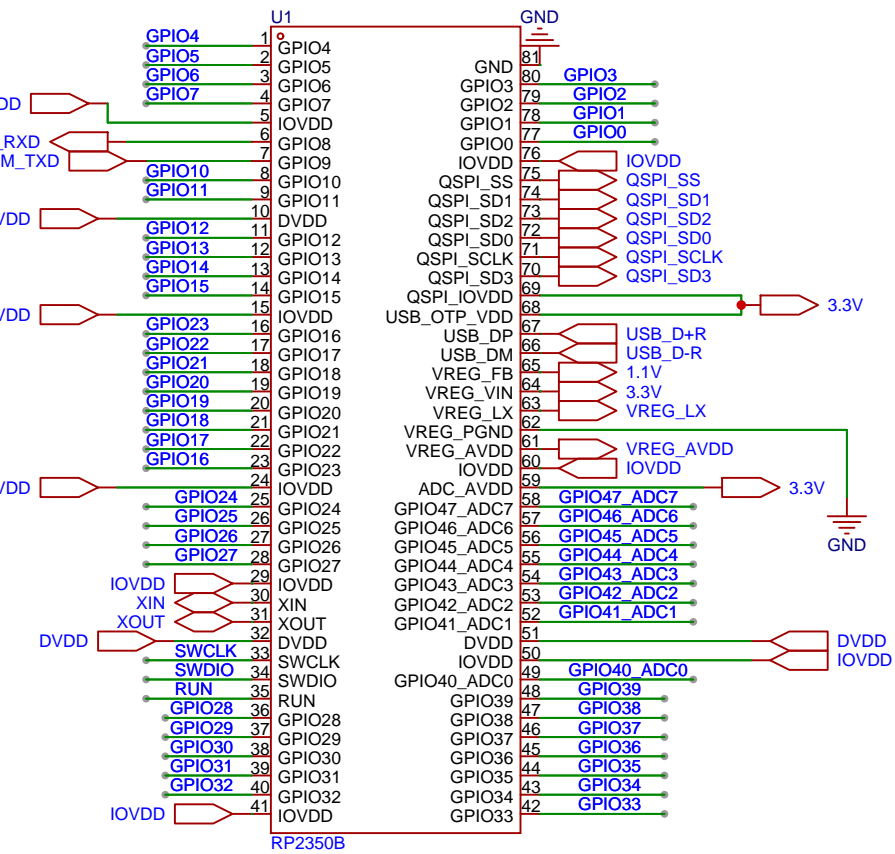 U1
GND
GPIO4 1 GPIO4
GPIO5 2 GPIO5 GND 81
GPIO6 3 GPIO6 GPIO3 80 GPIO3
GPIO7 4 GPIO7 GPIO2 79 GPIO2
DD 5 IOVDD GPIO1 78 GPIO1
_RXD 6 GPIO8 GPIO0 77 GPIO0
M_TXD 7 GPIO9 IOVDD 76 IOVDD
GPIO10 8 GPIO10 QSPI_SS 75 QSPI_SS
GPIO11 9 GPIO11 QSPI_SD1 74 QSPI_SD1
VDD 10 DVDD QSPI_SD2 73 QSPI_SD2
GPIO12 11 GPIO12 QSPI_SD0 72 QSPI_SD0
GPIO13 12 GPIO13 QSPI_SCLK 71 QSPI_SCLK
GPIO14 13 GPIO14 QSPI_SD3 70 QSPI_SD3
GPIO15 14 GPIO15 QSPI_IOVDD 69
VDD 15 IOVDD USB_OTP_VDD 68 3.3V
GPIO23 16 GPIO16 USB_DP 67 USB_D+R
GPIO22 17 GPIO17 USB_DM 66 USB_D-R
GPIO21 18 GPIO18 VREG_FB 65 1.1V
GPIO20 19 GPIO19 VREG_VIN 64 3.3V
GPIO19 20 GPIO20 VREG_LX 63 VREG_LX
GPIO18 21 GPIO21 VREG_PGND 62
GPIO17 22 GPIO22 VREG_AVDD 61 VREG_AVDD
GPIO16 23 GPIO23 IOVDD 60 IOVDD
VDD 24 IOVDD ADC_AVDD 59 3.3V
GPIO24 25 GPIO24 GPIO47_ADC7 58 GPIO47_ADC7
GPIO25 26 GPIO25 GPIO46_ADC6 57 GPIO46_ADC6
GPIO26 27 GPIO26 GPIO45_ADC5 56 GPIO45_ADC5 GND
GPIO27 28 GPIO27 GPIO44_ADC4 55 GPIO44_ADC4
IOVDD 29 IOVDD GPIO43_ADC3 54 GPIO43_ADC3
XIN 30 XIN GPIO42_ADC2 53 GPIO42_ADC2
XOUT 31 XOUT GPIO41_ADC1 52 GPIO41_ADC1
DVDD 32 DVDD DVDD 51 DVDD
SWCLK 33 SWCLK IOVDD 50 IOVDD
SWDIO 34 SWDIO GPIO40_ADC0 49 GPIO40_ADC0
RUN 35 RUN GPIO39 48 GPIO39
GPIO28 36 GPIO28 GPIO38 47 GPIO38
GPIO29 37 GPIO29 GPIO37 46 GPIO37
GPIO30 38 GPIO30 GPIO36 45 GPIO36
GPIO31 39 GPIO31 GPIO35 44 GPIO35
GPIO32 40 GPIO32 GPIO34 43 GPIO34
IOVDD 41 IOVDD GPIO33 42 GPIO33
RP2350B